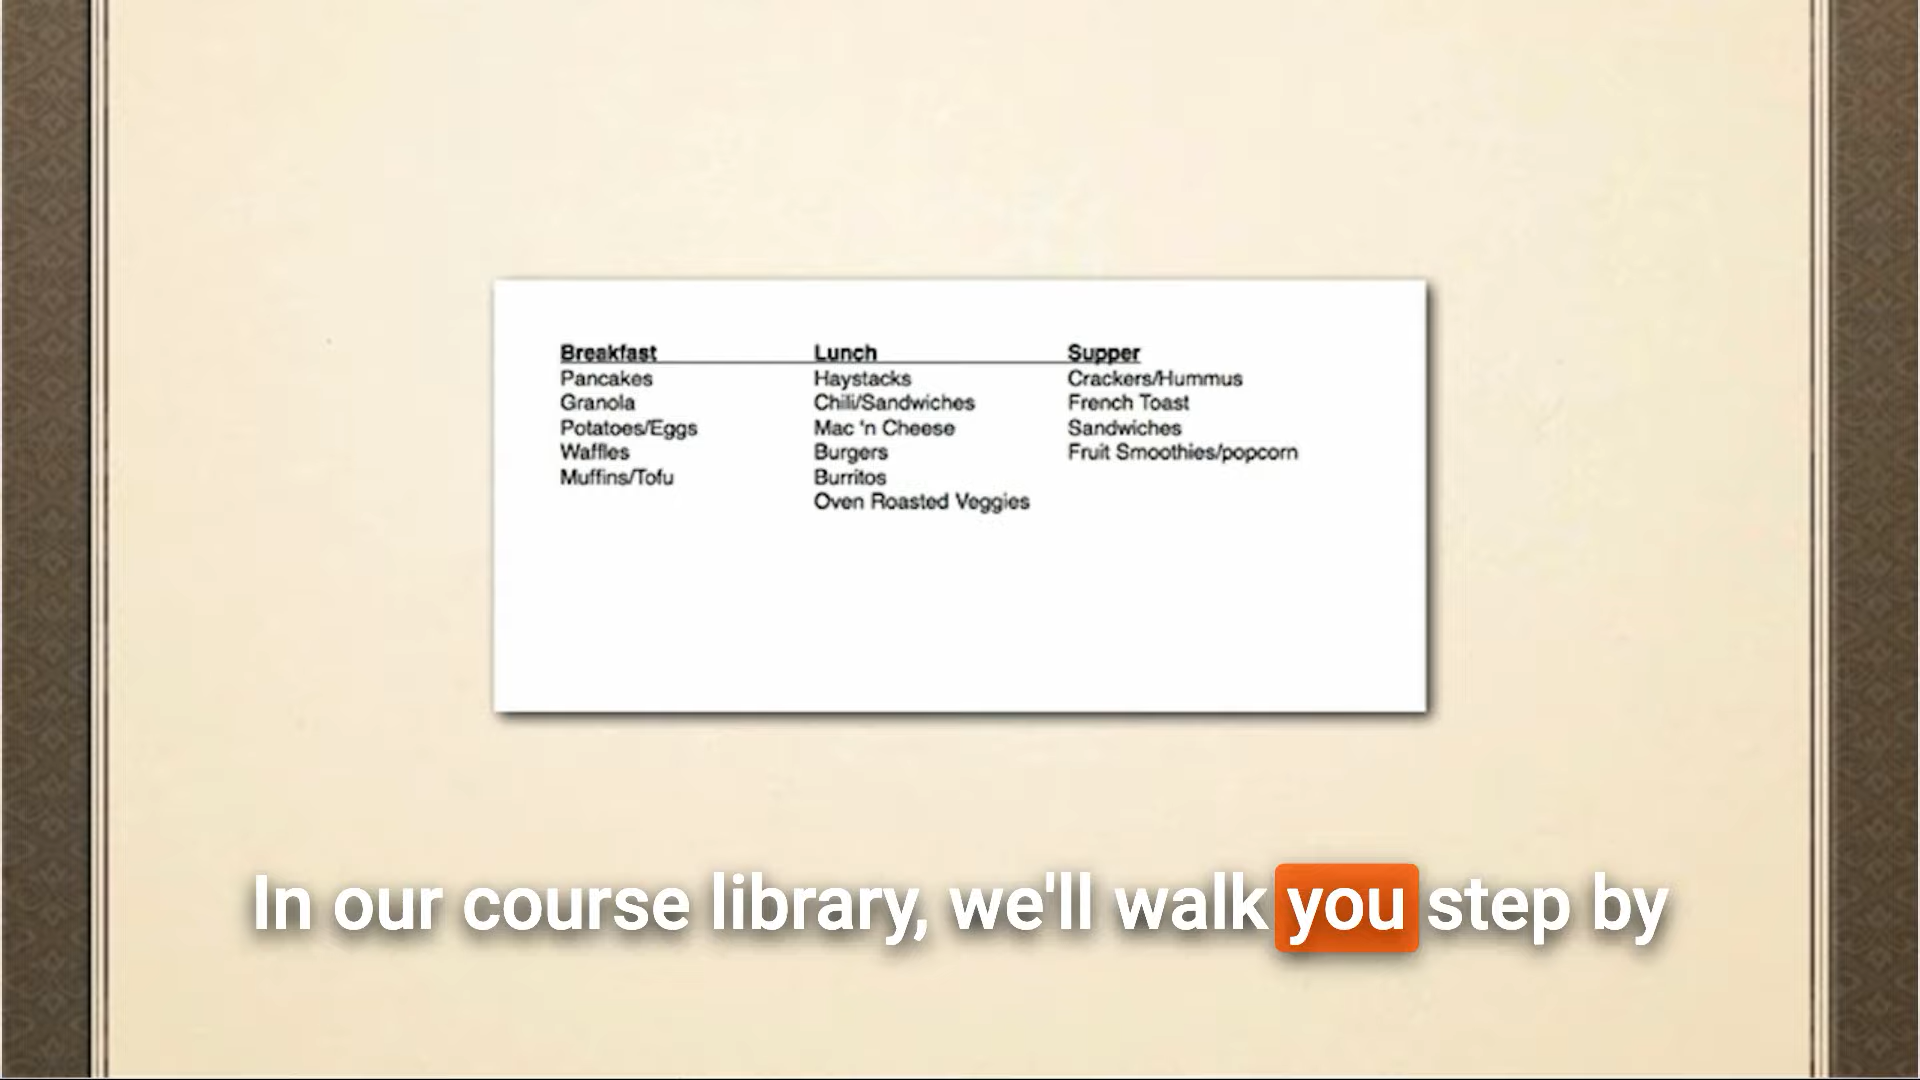 Breakfast Lunch Supper
Pancakes Haystacks Crackers/Hummus
Granola Chili/Sandwiches French Toast
Potatoes/Eggs Mac 'n Cheese Sandwiches
Waffles Burgers Fruit Smoothies/popcorn
Muffins/Tofu Burritos
Oven Roasted Veggies
In our course library, we'll walk you step by